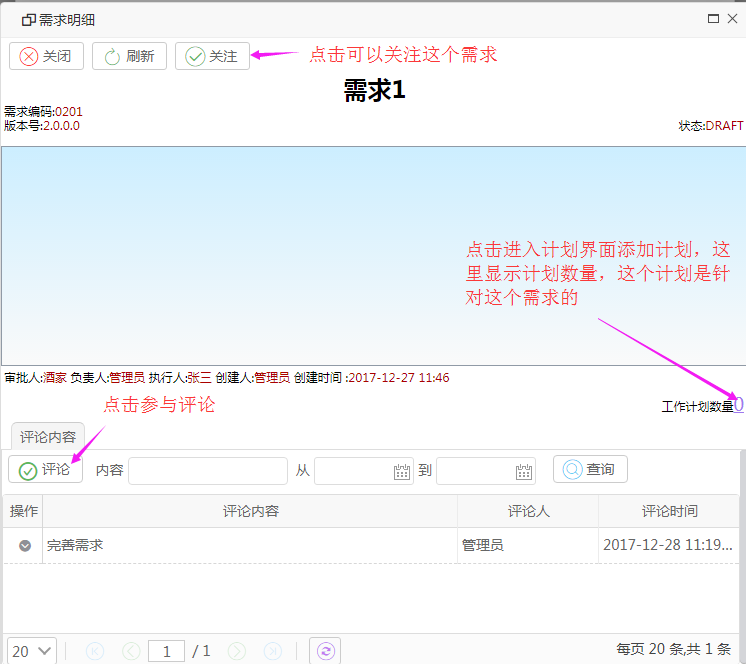 需求明细
关闭 刷新 关注 点击可以关注这个需求
需求1
需求编码:0201
版本号:2.0.0.0 状态:DRAFT
点击进入计划界面添加计划，这
里显示计划数量，这个计划是针
对这个需求的
审批人:酒家 负责人:管理员 执行人:张三 创建人:管理员 创建时间 :2017-12-27 11:46
点击参与评论 工作计划数量0
评论内容
评论 内容 从 到 查询
操作 评论内容 评论人 评论时间
完善需求 管理员 2017-12-28 11:19...
20 1 / 1 每页 20 条,共 1 条